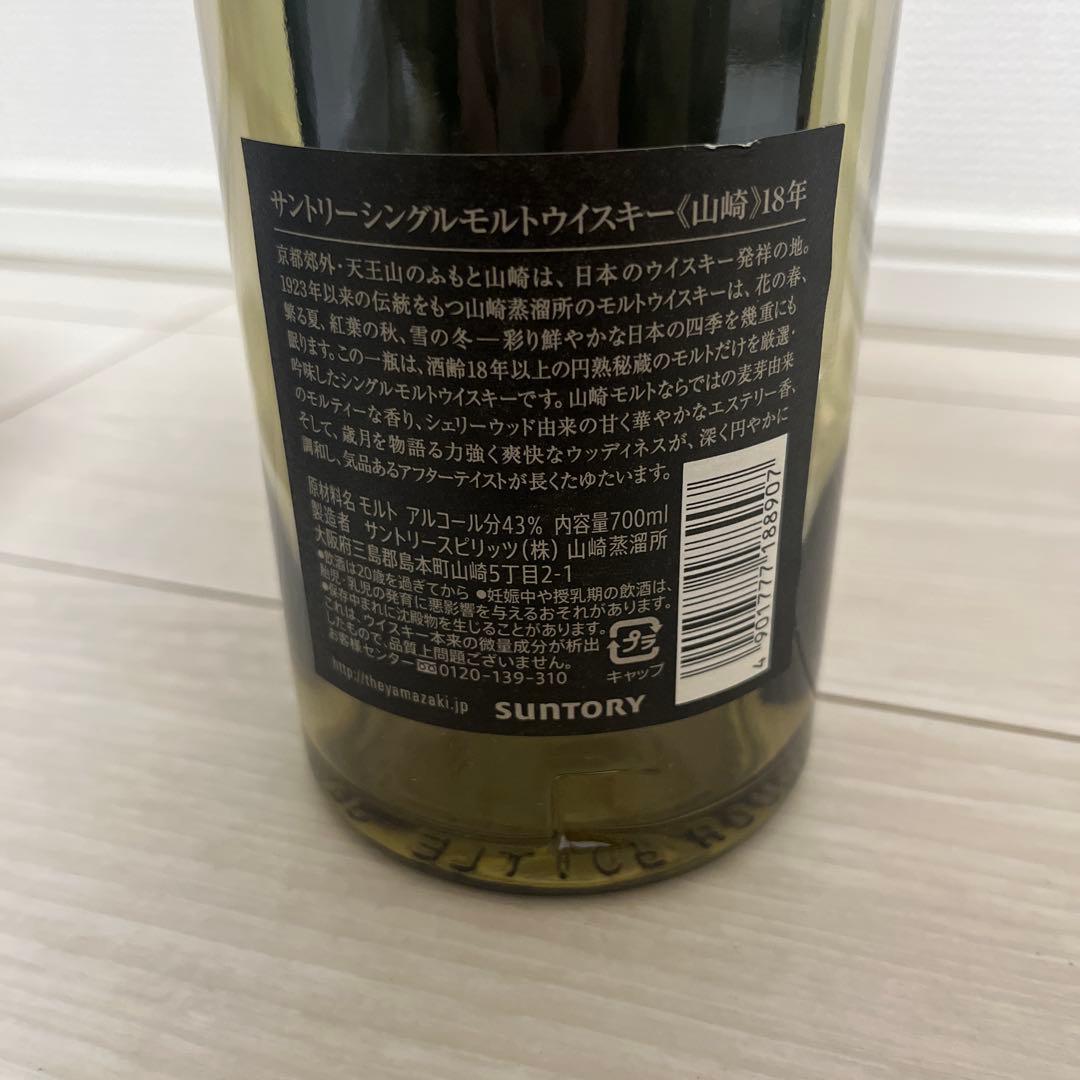 サントリーシングルモルトウイスキー《山崎》18年
京都郊外・天王山のふもと山崎は、日本のウイスキー発祥の地。
1923年以来の伝統をもつ山崎蒸溜所のモルトウイスキーは、花の春、
繁る夏、紅葉の秋、雪の冬―彩り鮮やかな日本の四季を幾重にも
眠ります。この一瓶は、酒齢18年以上の円熟秘蔵のモルトだけを厳選・
吟味したシングルモルトウイスキーです。山崎モルトならではの麦芽由来
のモルティーな香り、シェリーウッド由来の甘く華やかなエステリー香、
そして、歳月を物語る力強く爽快なウッディネスが、深く円やかに
調和し、気品あるアフターテイストが長くたゆたいます。
原材料名 モルト アルコール分43% 内容量700ml
製造者 サントリースピリッツ(株) 山崎蒸溜所
大阪府三島郡島本町山崎5丁目2-1
●飲酒は20歳を過ぎてから ●妊娠中や授乳期の飲酒は、
胎児・乳児の発育に悪影響を与えるおそれがあります。
●保存中まれに沈殿物を生じることがあります。
これは、ウイスキー本来の微量成分が析出
したもので、品質上問題ございません。
お客様センター 0120-139-310
プラ
キャップ
http://theyamazaki.jp
SUNTORY
4 901777 188907